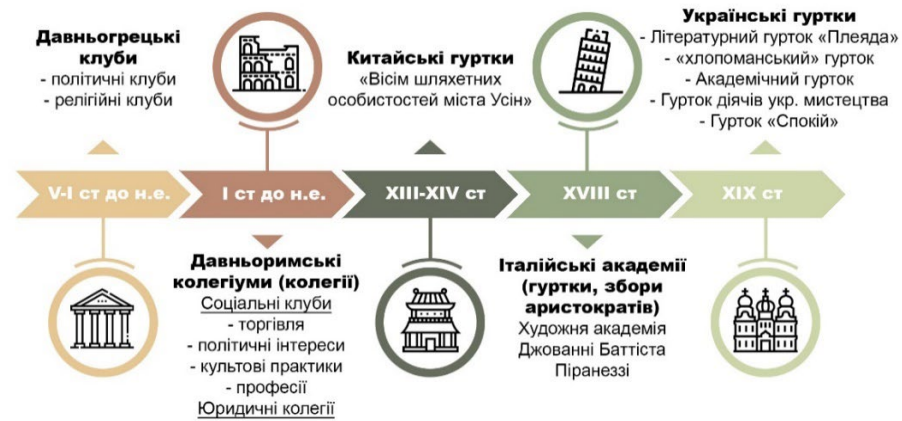 Давньогрецькі
клуби
- політичні клуби
- релігійні клуби
Китайські гуртки
«Вісім шляхетних
особистостей міста Усін»
Українські гуртки
- Літературний гурток «Плеяда»
- «хлопоманський» гурток
- Академічний гурток
- Гурток діячів укр. мистецтва
- Гурток «Спокій»
V-I ст до н.е.
I ст до н.е.
XIII-XIV ст
XVIII ст
XIX ст
Давньоримські
колегіуми (колегії)
Соціальні клуби
- торгівля
- політичні інтереси
- культові практики
- професії
Юридичні колегії
Італійські академії
(гуртки, збори
аристократів)
Художня академія
Джованні Баттіста
Піранеззі